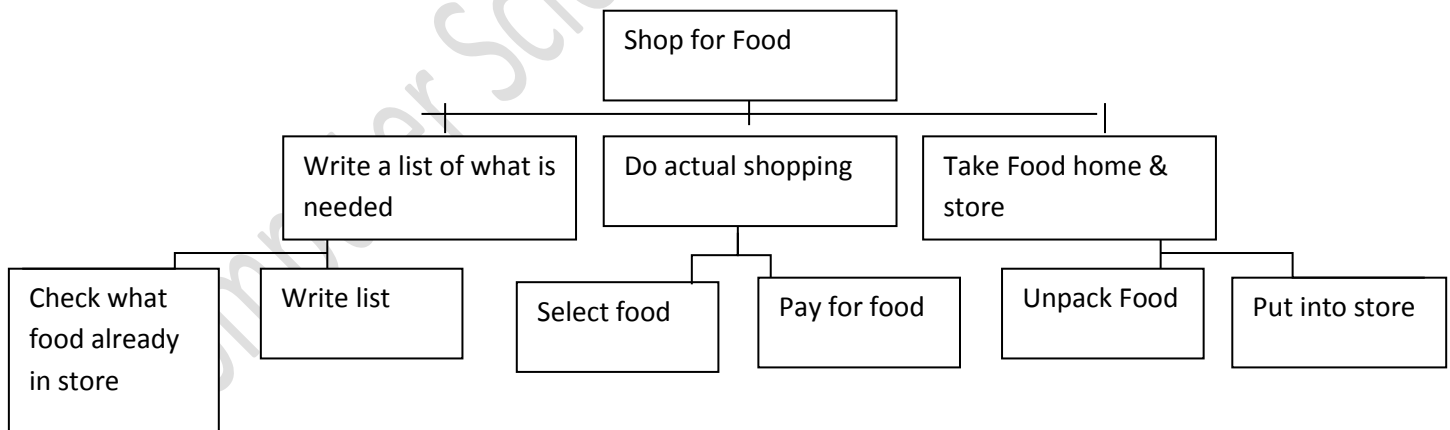 Shop for Food
Write a list of what is
needed
Do actual shopping
Take Food home &
store
Check what
food already
in store
Write list
Select food
Pay for food
Unpack Food
Put into store